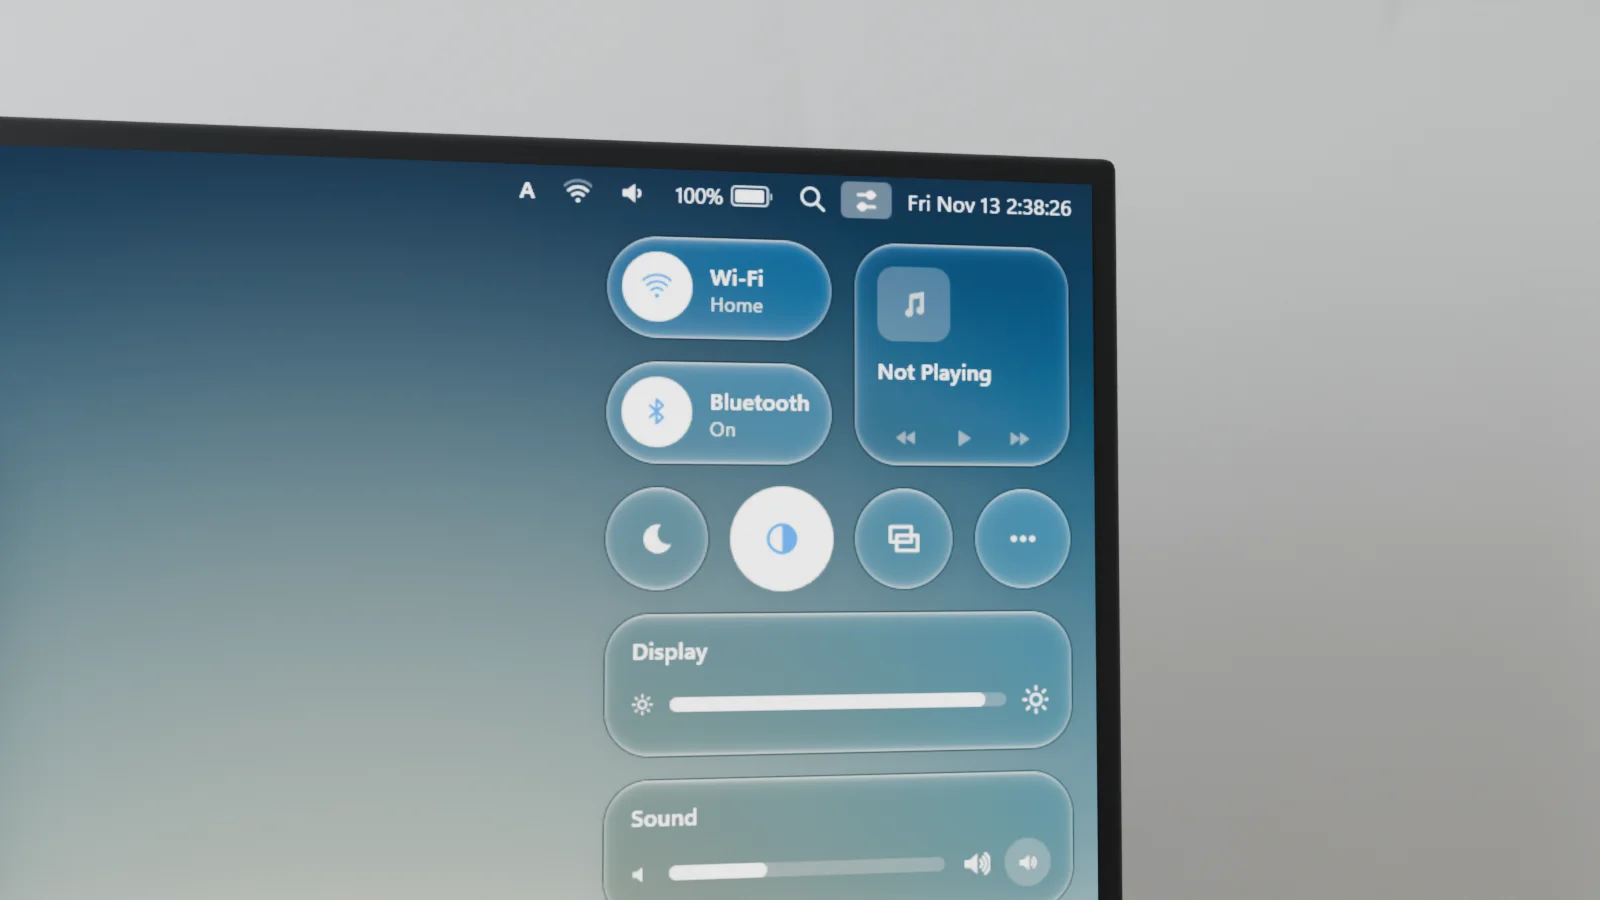 A 100% Fri Nov 13 2:38:26
Wi-Fi
Home
Not Playing
Bluetooth
On
Display
Sound